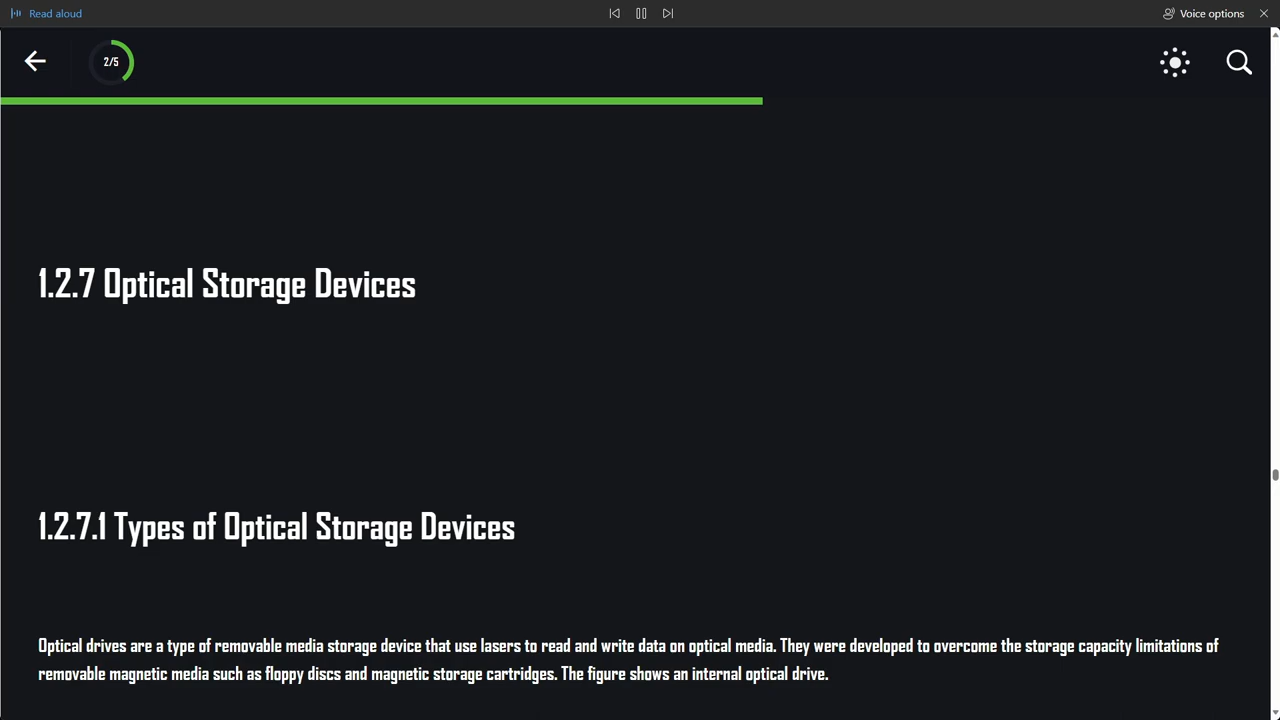 Read aloud
Voice options
2/5
1.2.7 Optical Storage Devices
1.2.7.1 Types of Optical Storage Devices
Optical drives are a type of removable media storage device that use lasers to read and write data on optical media. They were developed to overcome the storage capacity limitations of
removable magnetic media such as floppy discs and magnetic storage cartridges. The figure shows an internal optical drive.